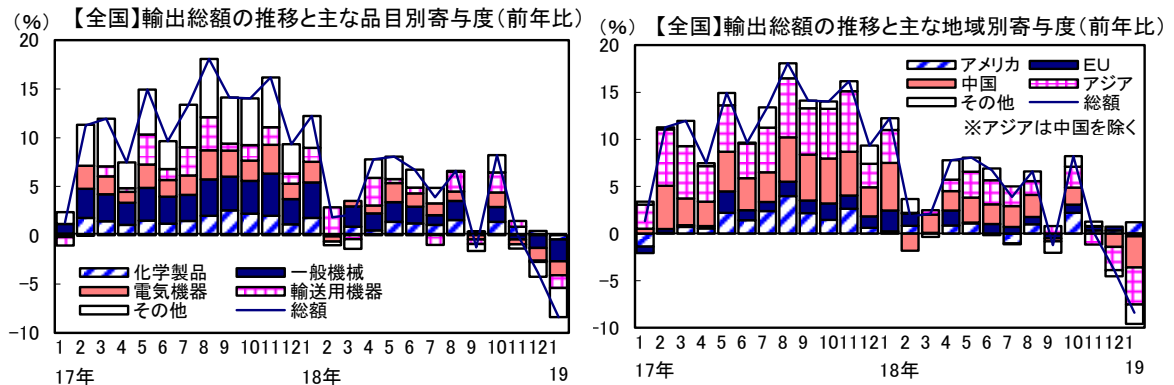 (%) 【全国】輸出総額の推移と主な品目別寄与度(前年比)
20
15
10
5
0
-5
-10
化学製品 一般機械
電気機器 輸送用機器
その他 総額
1 2 3 4 5 6 7 8 9 10 11 12 1 2 3 4 5 6 7 8 9 10 11 12 1
17年 18年 19
(%) 【全国】輸出総額の推移と主な地域別寄与度(前年比)
20
15
10
5
0
-5
-10
アメリカ EU
中国 アジア
その他 総額
※アジアは中国を除く
1 2 3 4 5 6 7 8 9 10 11 12 1 2 3 4 5 6 7 8 9 10 11 12 1
17年 18年 19